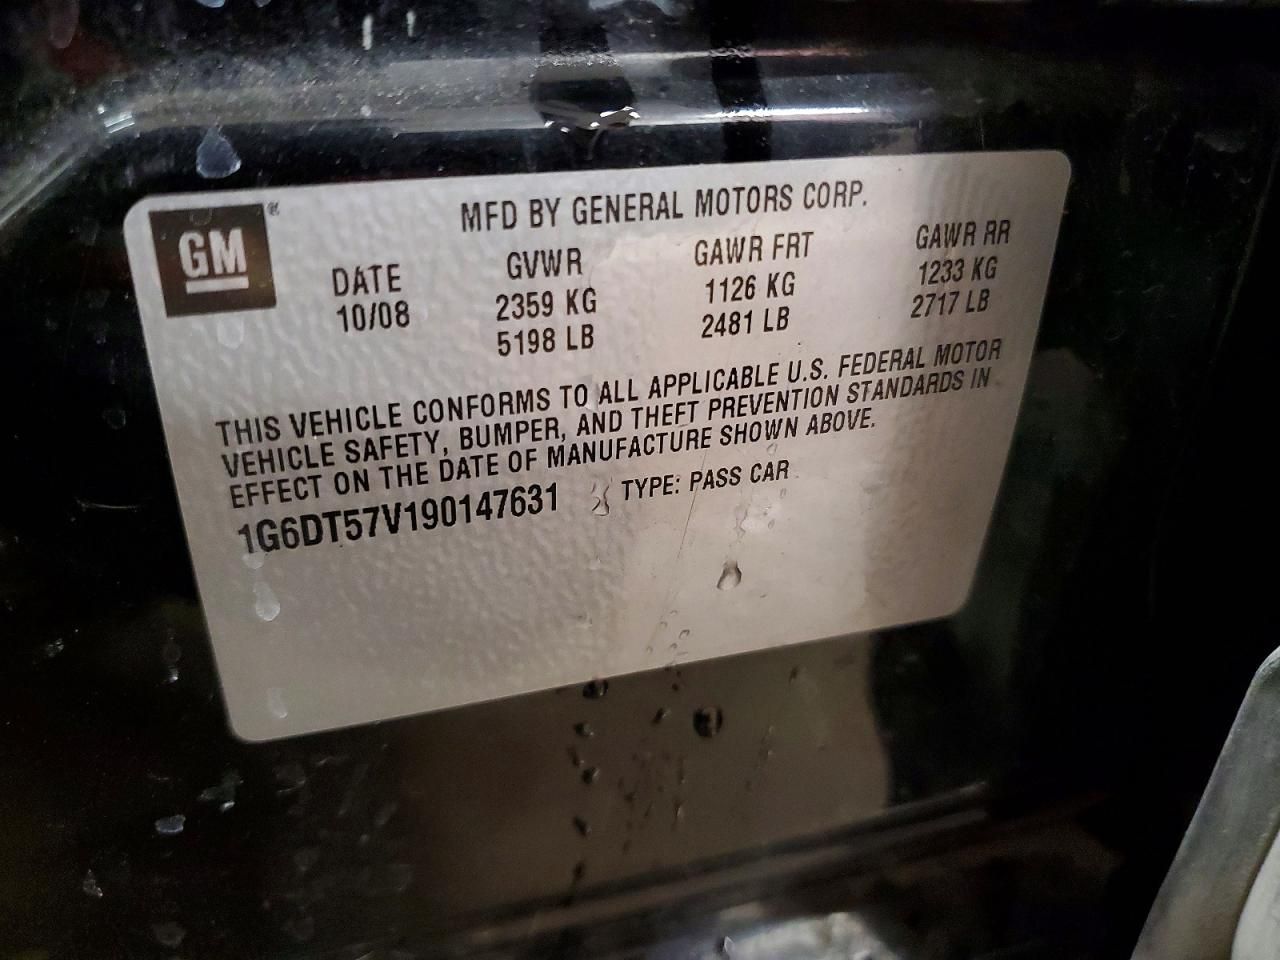 GM®
MFD BY GENERAL MOTORS CORP.
DATE GVWR GAWR FRT GAWR RR
10/08 2359 KG 1126 KG 1233 KG
5198 LB 2481 LB 2717 LB
THIS VEHICLE CONFORMS TO ALL APPLICABLE U.S. FEDERAL MOTOR
VEHICLE SAFETY, BUMPER, AND THEFT PREVENTION STANDARDS IN
EFFECT ON THE DATE OF MANUFACTURE SHOWN ABOVE.
1G6DT57V190147631 TYPE: PASS CAR